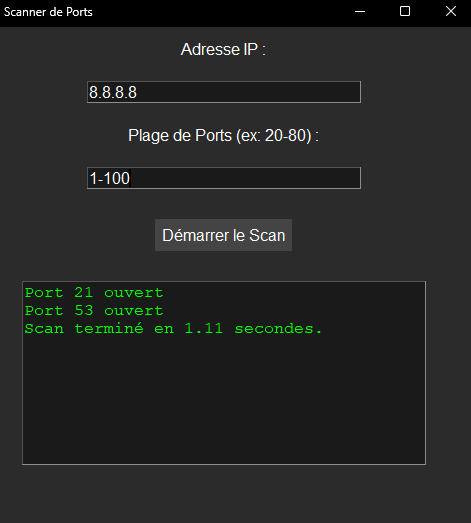 Scanner de Ports
Adresse IP :
8.8.8.8
Plage de Ports (ex: 20-80) :
1-100
Démarrer le Scan
Port 21 ouvert
Port 53 ouvert
Scan terminé en 1.11 secondes.